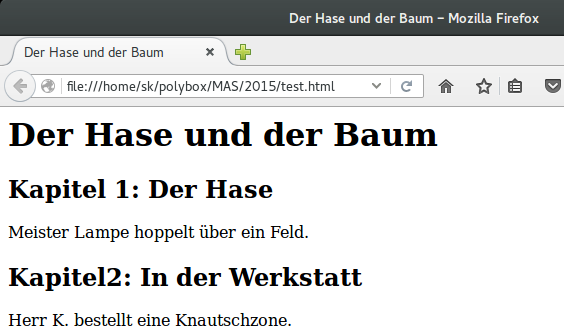 Der Hase und der Baum – Mozilla Firefox
Der Hase und der Baum
file:///home/sk/polybox/MAS/2015/test.html
Der Hase und der Baum
Kapitel 1: Der Hase
Meister Lampe hoppelt über ein Feld.
Kapitel2: In der Werkstatt
Herr K. bestellt eine Knautschzone.